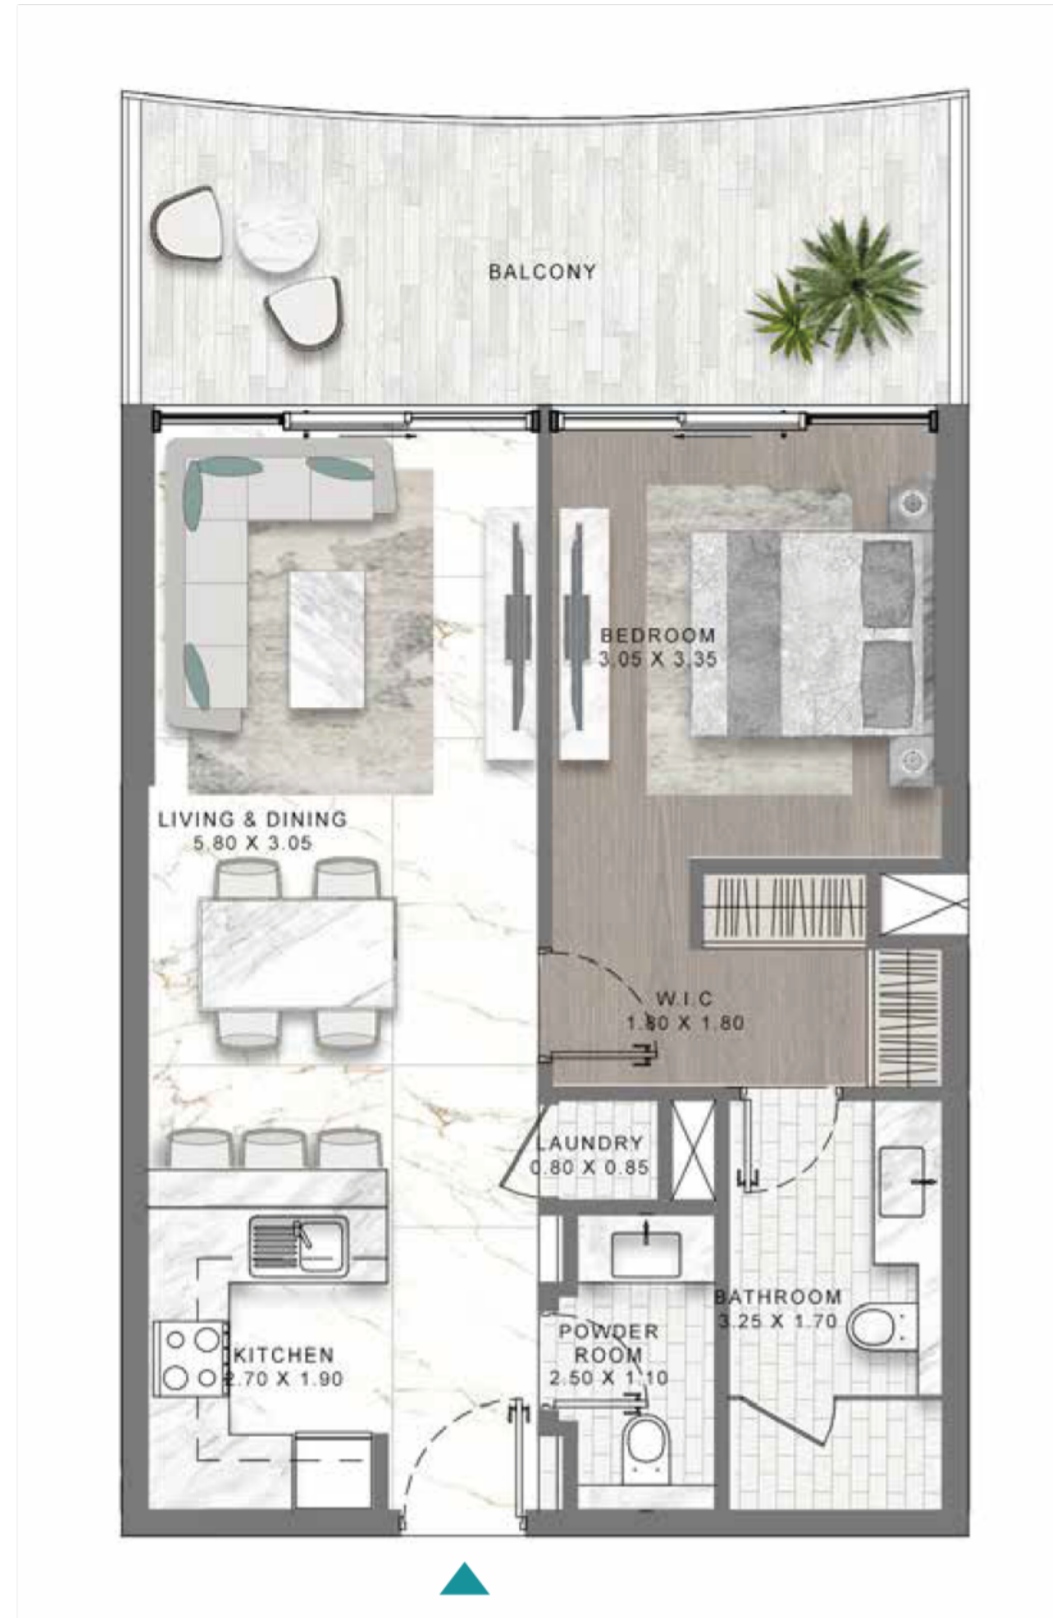 BALCONY
BEDROOM
3.05 X 3.35
LIVING & DINING
5.80 X 3.05
W.I.C
1.80 X 1.80
LAUNDRY
0.80 X 0.85
BATHROOM
3.25 X 1.70
POWDER
ROOM
2.50 X 1.10
KITCHEN
2.70 X 1.90